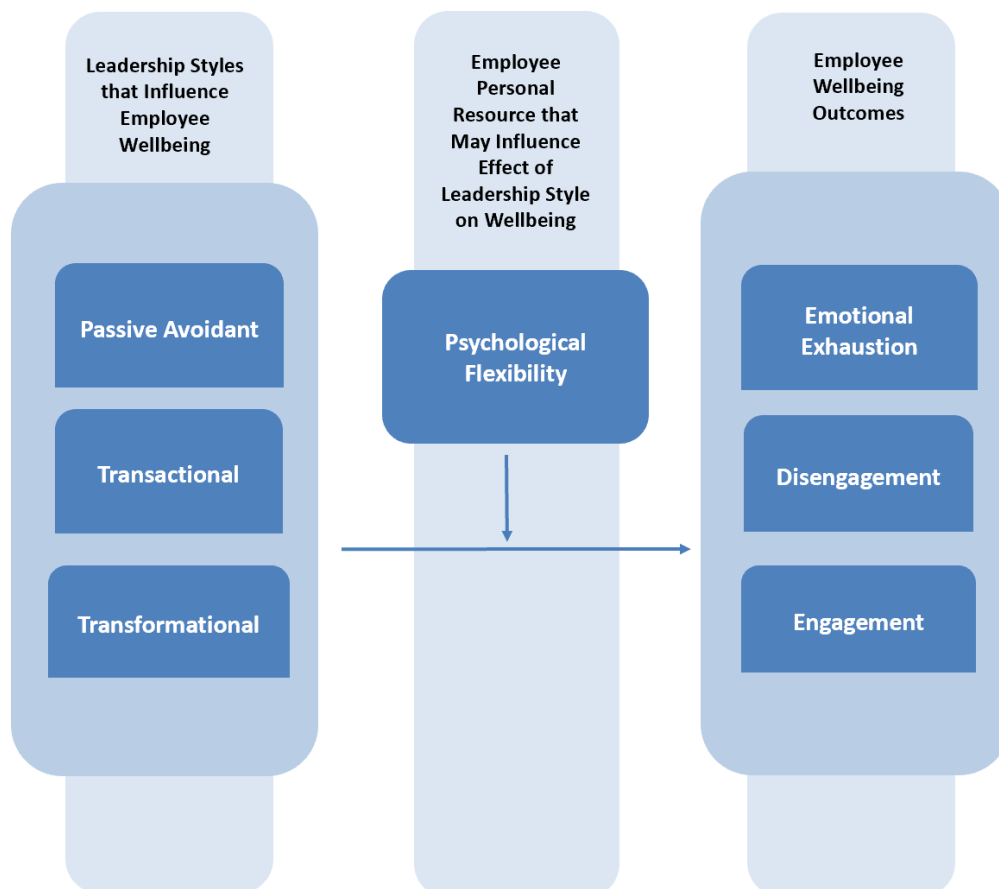 Leadership Styles
that Influence
Employee
Wellbeing
Passive Avoidant
Transactional
Transformational
Employee
Personal
Resource that
May Influence
Effect of
Leadership Style
on Wellbeing
Psychological
Flexibility
Employee
Wellbeing
Outcomes
Emotional
Exhaustion
Disengagement
Engagement